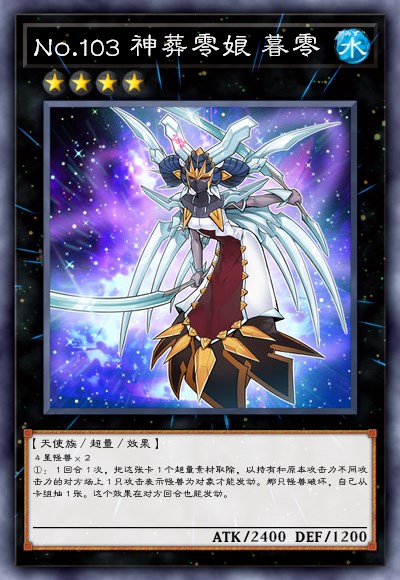 No.103 神葬零娘 暮零 水
【天使族／超量／效果】
４星怪兽×２
①：１回合１次，把这张卡１个超量素材取除，以持有和原本攻击力不同攻
击力的对方场上１只攻击表示怪兽为对象才能发动。那只怪兽破坏，自己从
卡组抽１张。这个效果在对方回合也能发动。
ATK/2400 DEF/1200